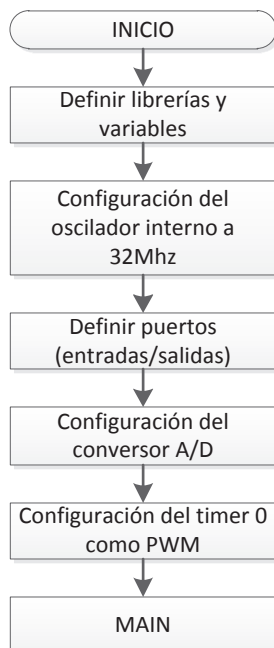 INICIO
Definir librerías y
variables
Configuración del
oscilador interno a
32Mhz
Definir puertos
(entradas/salidas)
Configuración del
conversor A/D
Configuración del timer 0
como PWM
MAIN